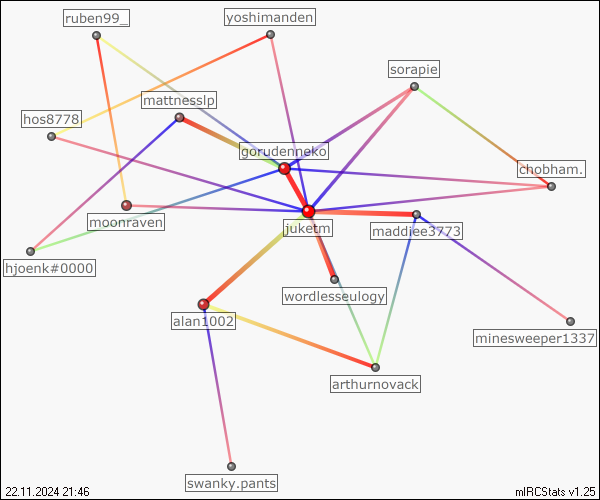 ruben99_
yoshimanden
sorapie
mattnesslp
hos8778
gorudenneko
chobham.
moonraven
juketm
maddiee3773
hjoenk#0000
wordlesseulogy
alan1002
minesweeper1337
arthurnovack
swanky.pants
22.11.2024 21:46
mIRCStats v1.25